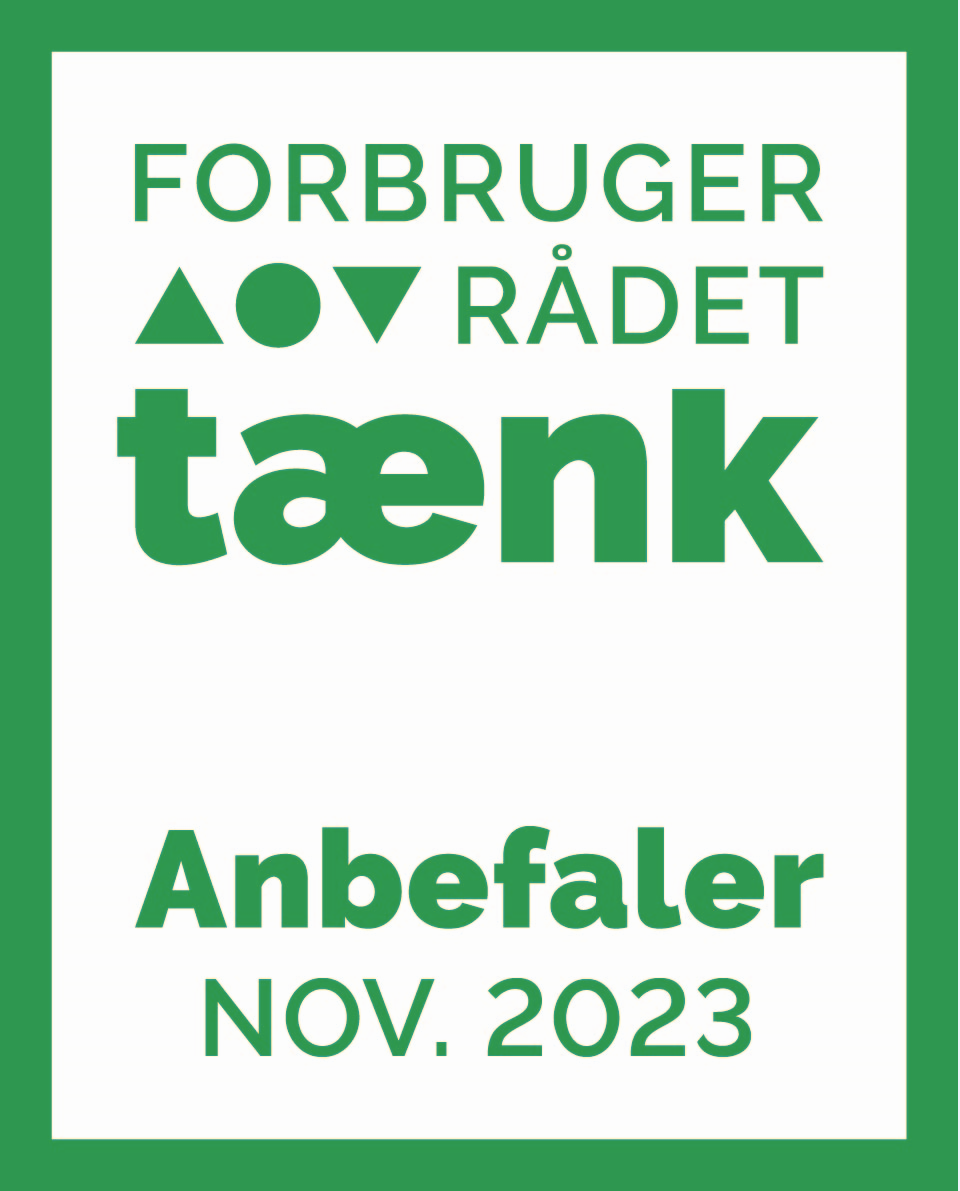 FORBRUGER
RÅDET
tænk
Anbefaler
NOV. 2023